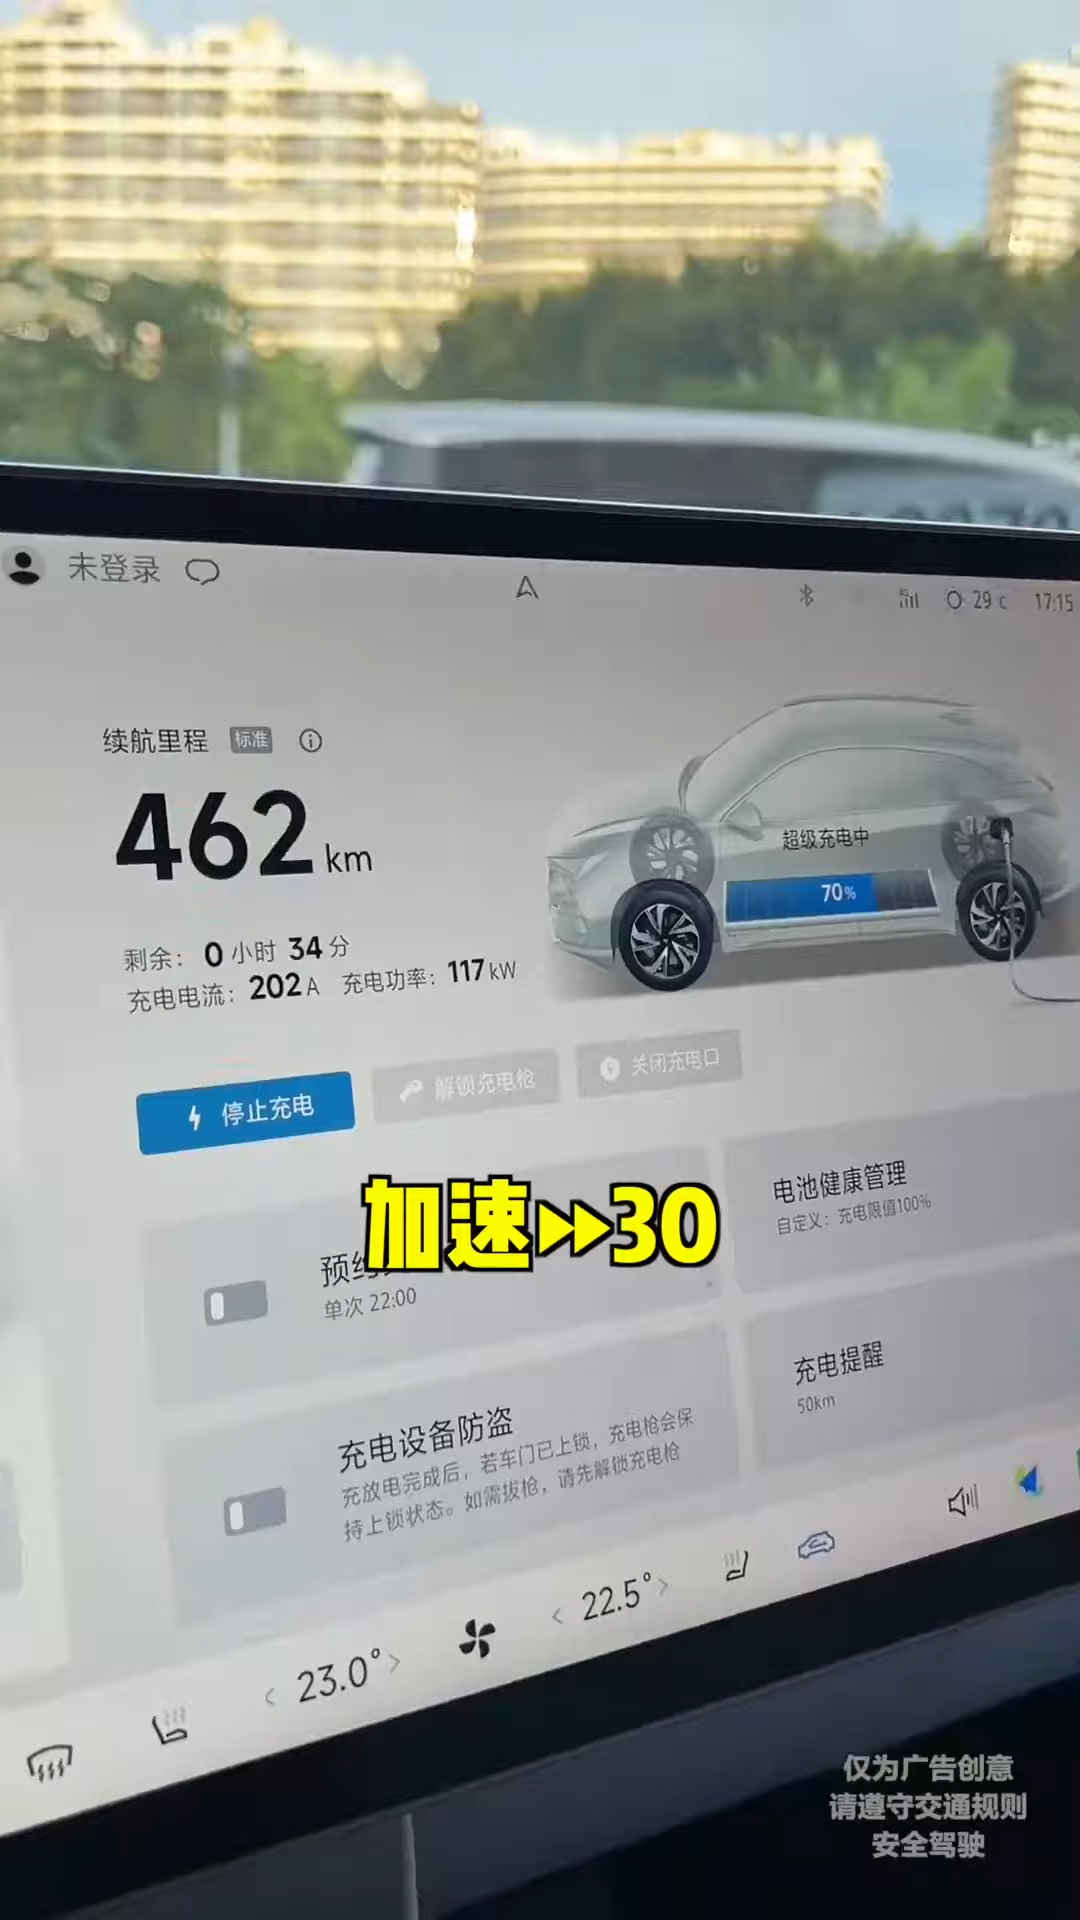 未登录
29 c 17:15
续航里程 标准
462 km
超级充电中
70%
剩余: 0小时 34分
充电电流: 202A 充电功率: 117kW
停止充电 解锁充电枪 关闭充电口
加速 30
预约
单次 22:00
电池健康管理
自定义: 充电限值100%
充电设备防盗
充放电完成后，若车门已上锁，充电枪会保
持上锁状态。如需拔枪，请先解锁充电枪
充电提醒
50km
< 23.0° >
< 22.5° >
仅为广告创意
请遵守交通规则
安全驾驶